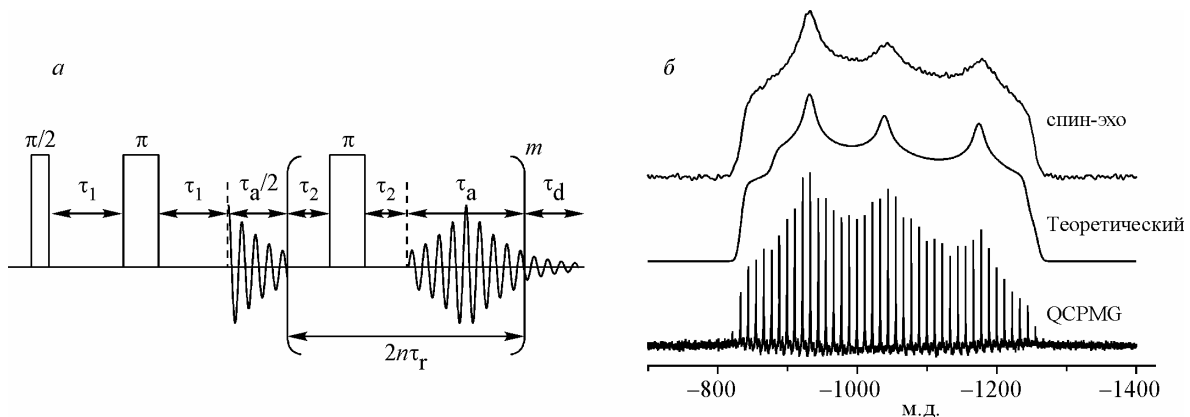 а
π/2
π
π
m
τ₁
τ₁
τₐ/2
τ₂
τ₂
τₐ
τd
2nτr
б
спин-эхо
Теоретический
QCPMG
–800
–1000
–1200
–1400
м.д.